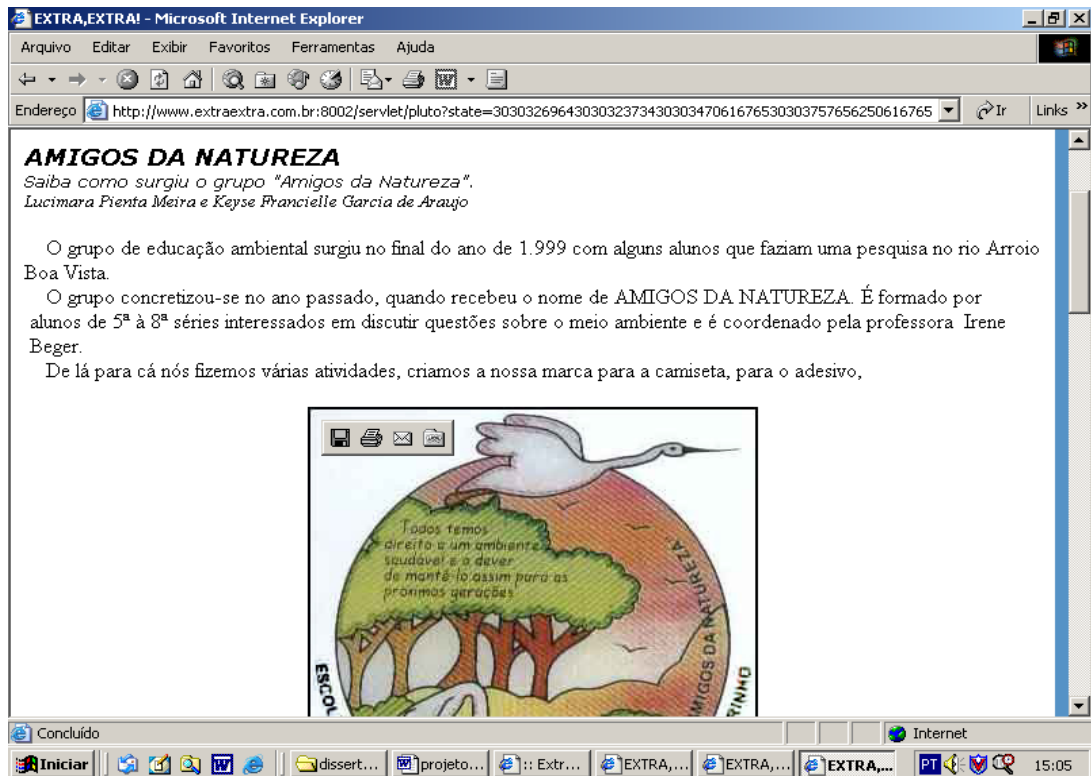 EXTRA,EXTRA! - Microsoft Internet Explorer
Arquivo Editar Exibir Favoritos Ferramentas Ajuda
Endereço http://www.extraextra.com.br:8002/servlet/pluto?state=303032696430303237343030347061676530303757656250616765 Ir Links »
AMIGOS DA NATUREZA
Saiba como surgiu o grupo "Amigos da Natureza".
Lucimara Pienta Meira e Keyse Francielle Garcia de Araujo
O grupo de educação ambiental surgiu no final do ano de 1.999 com alguns alunos que faziam uma pesquisa no rio Arroio
Boa Vista.
O grupo concretizou-se no ano passado, quando recebeu o nome de AMIGOS DA NATUREZA. É formado por
alunos de 5ª à 8ª séries interessados em discutir questões sobre o meio ambiente e é coordenado pela professora Irene
Beger.
De lá para cá nós fizemos várias atividades, criamos a nossa marca para a camiseta, para o adesivo,
Todos temos
direito a um ambiente
saudável e o dever
de mantê-lo assim para as
próximas gerações
AMIGOS DA NATUREZA
ESCOL
RINHO
Concluído Internet
Iniciar dissert... projeto... :: Extr... EXTRA,... EXTRA,... EXTRA,... PT 15:05